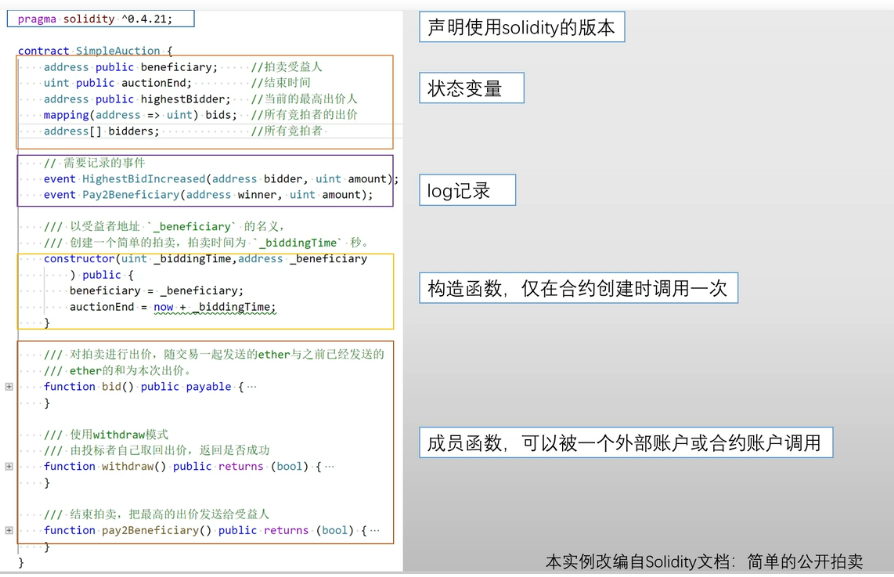 pragma solidity ^0.4.21;
声明使用solidity的版本
contract SimpleAuction {
address public beneficiary; //拍卖受益人
uint public auctionEnd; //结束时间
address public highestBidder; //当前的最高出价人
mapping(address => uint) bids; //所有竞拍者的出价
address[] bidders; //所有竞拍者
状态变量
// 需要记录的事件
event HighestBidIncreased(address bidder, uint amount);
event Pay2Beneficiary(address winner, uint amount);
log记录
/// 以受益者地址 `_beneficiary` 的名义,
/// 创建一个简单的拍卖，拍卖时间为 `_biddingTime` 秒。
constructor(uint _biddingTime,address _beneficiary
) public {
beneficiary = _beneficiary;
auctionEnd = now + _biddingTime;
}
构造函数，仅在合约创建时调用一次
/// 对拍卖进行出价，随交易一起发送的ether与之前已经发送的
/// ether的和为本次出价。
function bid() public payable { ⋯
}
/// 使用withdraw模式
/// 由投标者自己取回出价，返回是否成功
function withdraw() public returns (bool) { ⋯
}
/// 结束拍卖，把最高的出价发送给受益人
function pay2Beneficiary() public returns (bool) { ⋯
}
}
成员函数，可以被一个外部账户或合约账户调用
本实例改编自Solidity文档：简单的公开拍卖